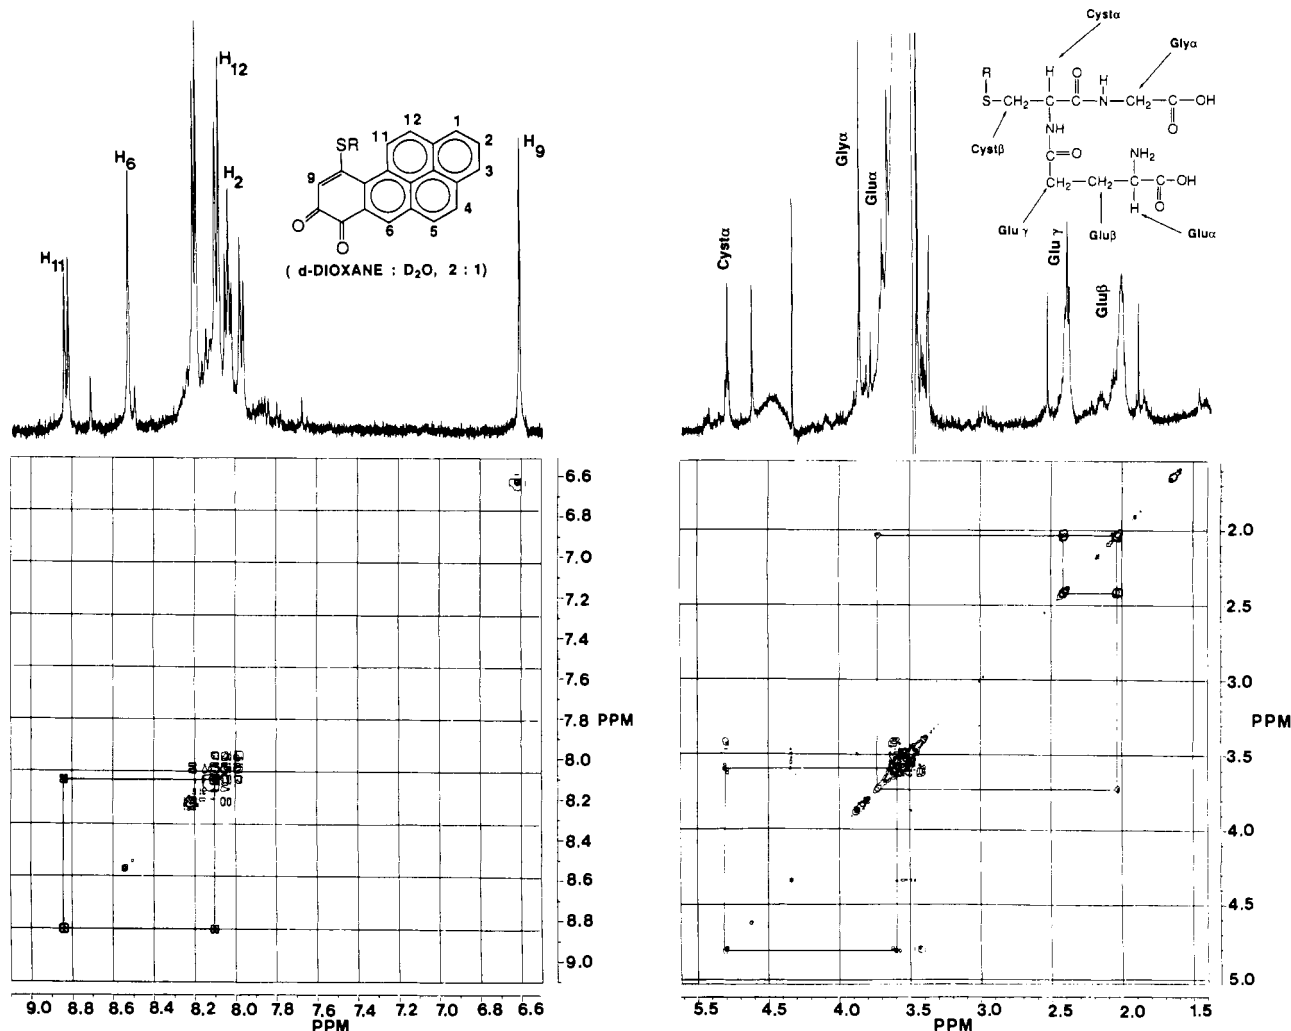 H11
H6
H12
H2
H9
SR
O
O
9
11
12
1
2
3
4
5
6
( d-DIOXANE : D2O, 2 : 1)
6.6
6.8
7.0
7.2
7.4
7.6
7.8
PPM
8.0
8.2
8.4
8.6
8.8
9.0
9.0 8.8 8.6 8.4 8.2 8.0 7.8 7.6 7.4 7.2 7.0 6.8 6.6
PPM
Cystα
Glyα
Gluα
Glu γ
Gluβ
Cystα
Glyα
R
H
O
H
S—CH2—C—C—N—CH2—C—OH
O
NH
Cystβ
C=O
NH2
CH2
CH2—C—C—OH
O
H
Glu γ
Gluβ
Gluα
2.0
2.5
3.0
PPM
3.5
4.0
4.5
5.0
5.5 4.5 4.0 3.5 3.0 2.5 2.0 1.5
PPM